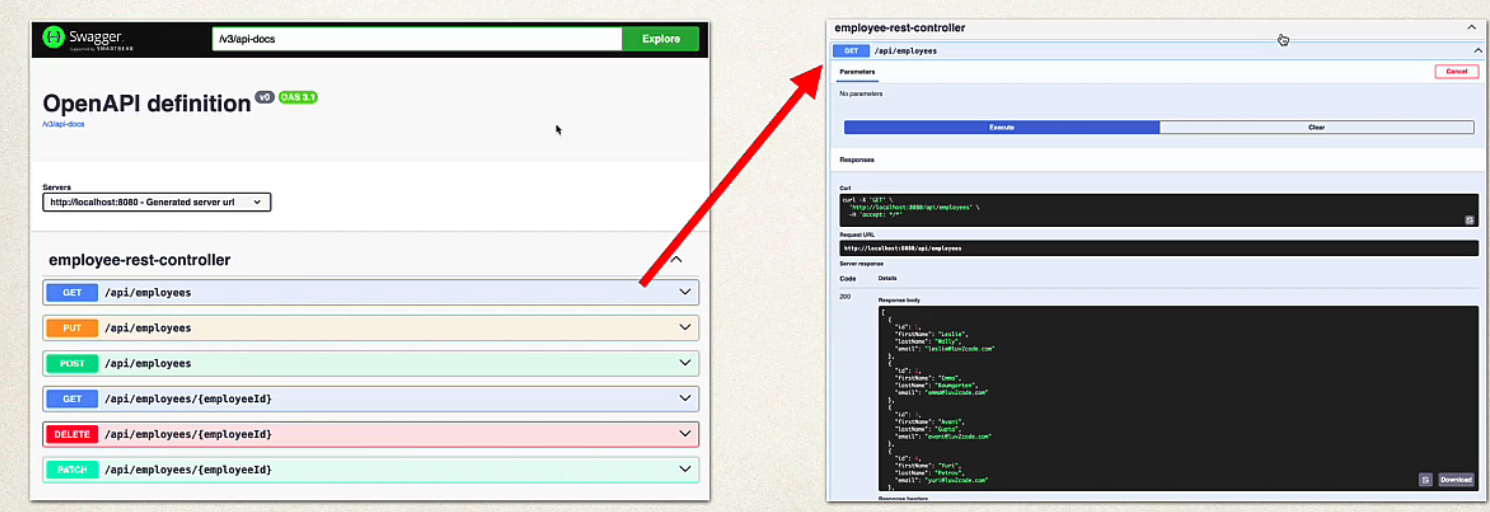 Swagger.
Supported by SMARTBEAR
/v3/api-docs
Explore
OpenAPI definition v0 OAS 3.1
/v3/api-docs
Servers
http://localhost:8080 - Generated server url
employee-rest-controller
GET /api/employees
PUT /api/employees
POST /api/employees
GET /api/employees/{employeeId}
DELETE /api/employees/{employeeId}
PATCH /api/employees/{employeeId}
employee-rest-controller
GET /api/employees
Parameters
Cancel
No parameters
Execute
Clear
Responses
Curl
curl -X 'GET' \
'http://localhost:8080/api/employees' \
-H 'accept: */*'
Request URL
http://localhost:8080/api/employees
Server response
Code Details
200
Response body
[
{
"id": 1,
"firstName": "Leslie",
"lastName": "Wally",
"email": "leslie@luv2code.com"
},
{
"id": 2,
"firstName": "Emma",
"lastName": "Baumgarten",
"email": "emma@luv2code.com"
},
{
"id": 3,
"firstName": "Avani",
"lastName": "Gupta",
"email": "avani@luv2code.com"
},
{
"id": 4,
"firstName": "Yuri",
"lastName": "Petrov",
"email": "yuri@luv2code.com"
},
Download
Response headers